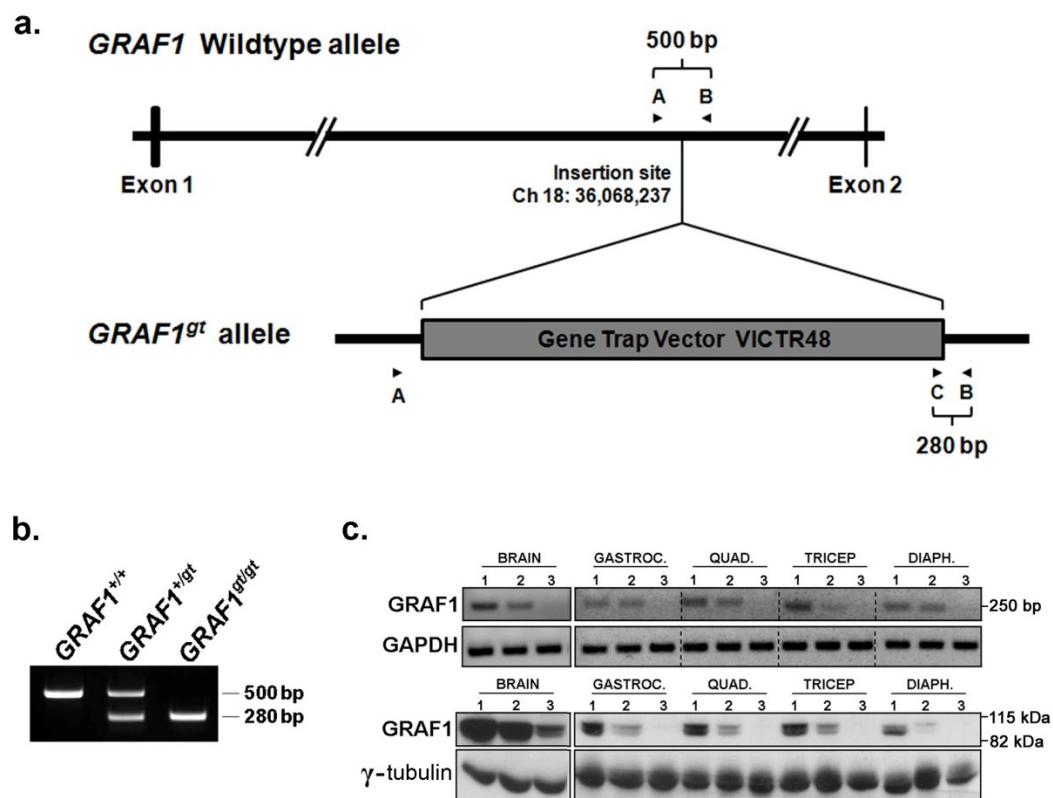 a.
GRAF1 Wildtype allele
500 bp
A B
Exon 1
Insertion site
Ch 18: 36,068,237
Exon 2
GRAF1gt allele
Gene Trap Vector VICTR48
A
C B
280 bp
b.
GRAF1+/+
GRAF1+/gt
GRAF1gt/gt
500 bp
280 bp
c.
BRAIN GASTROC. QUAD. TRICEP DIAPH.
1 2 3 1 2 3 1 2 3 1 2 3 1 2 3
GRAF1 250 bp
GAPDH
BRAIN GASTROC. QUAD. TRICEP DIAPH.
1 2 3 1 2 3 1 2 3 1 2 3 1 2 3
GRAF1 115 kDa
82 kDa
γ-tubulin